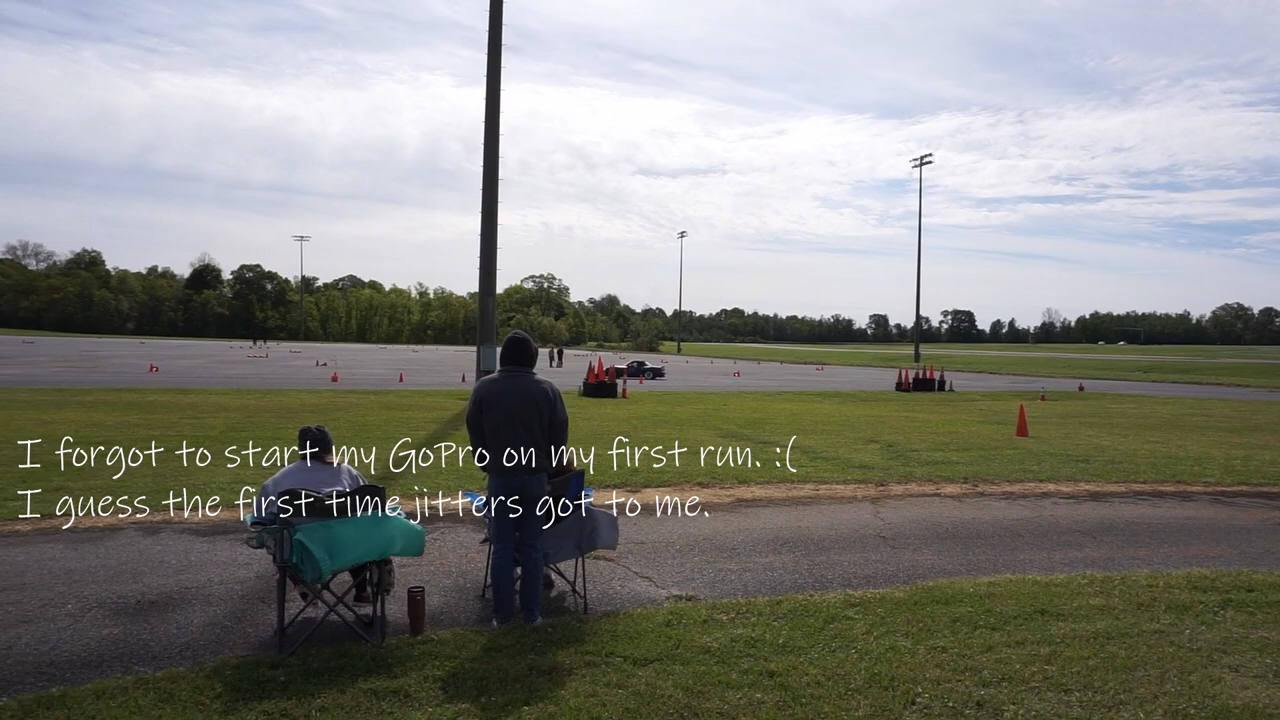 I forgot to start my GoPro on my first run. :(
I guess the first time jitters got to me.